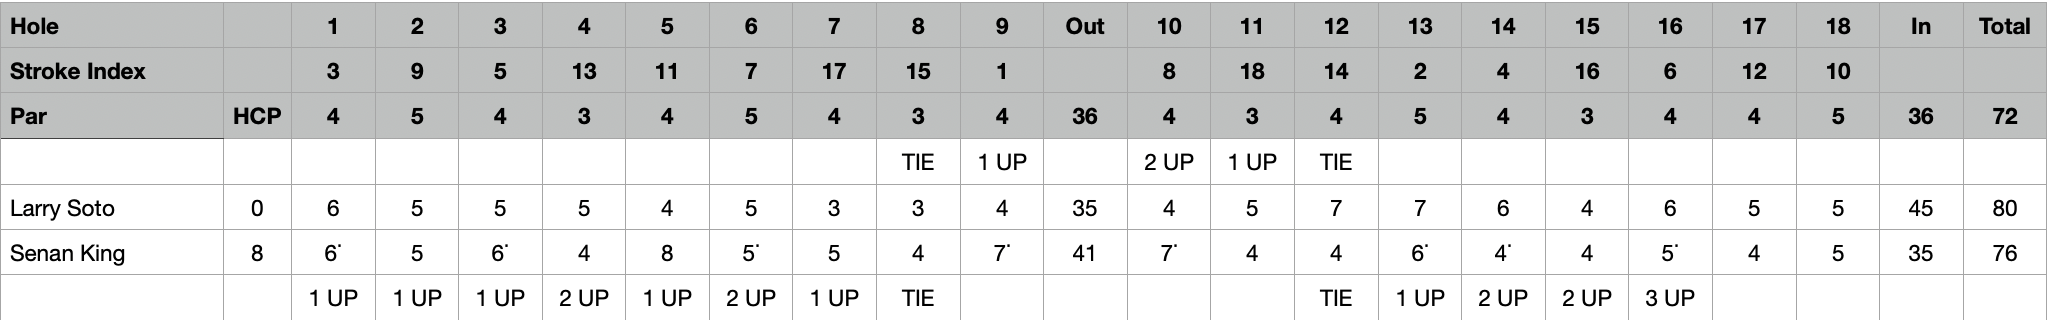 Hole 1 2 3 4 5 6 7 8 9 Out 10 11 12 13 14 15 16 17 18 In Total
Stroke Index 3 9 5 13 11 7 17 15 1 8 18 14 2 4 16 6 12 10
Par HCP 4 5 4 3 4 5 4 3 4 36 4 3 4 5 4 3 4 4 5 36 72
TIE 1 UP 2 UP 1 UP TIE
Larry Soto 0 6 5 5 5 4 5 3 3 4 35 4 5 7 7 6 4 6 5 5 45 80
Senan King 8 6˙ 5 6˙ 4 8 5˙ 5 4 7˙ 41 7˙ 4 4 6˙ 4˙ 4 5˙ 4 5 35 76
1 UP 1 UP 1 UP 2 UP 1 UP 2 UP 1 UP TIE TIE 1 UP 2 UP 2 UP 3 UP